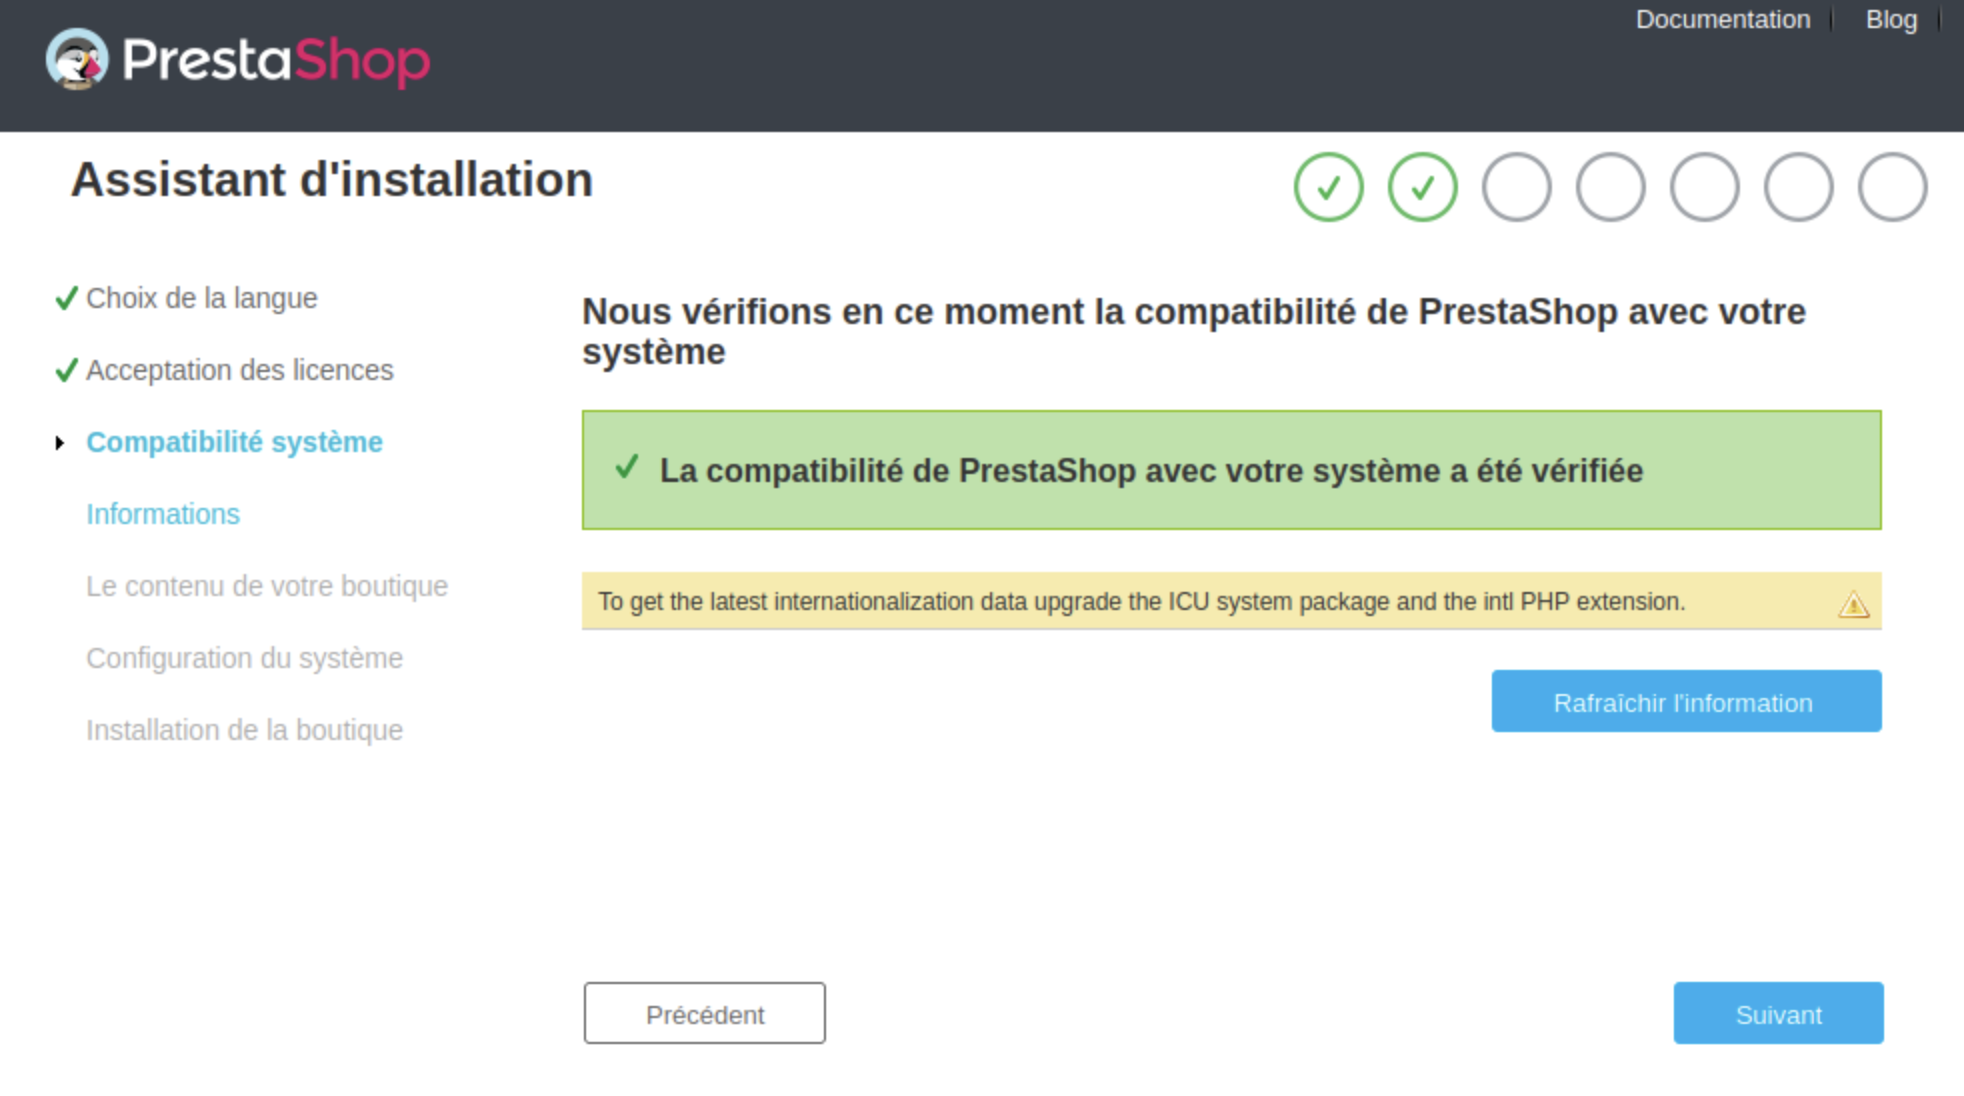 Documentation
Blog
PrestaShop
Assistant d'installation
Choix de la langue
Acceptation des licences
Compatibilité système
Informations
Le contenu de votre boutique
Configuration du système
Installation de la boutique
Nous vérifions en ce moment la compatibilité de PrestaShop avec votre
système
La compatibilité de PrestaShop avec votre système a été vérifiée
To get the latest internationalization data upgrade the ICU system package and the intl PHP extension.
Rafraîchir l'information
Précédent
Suivant